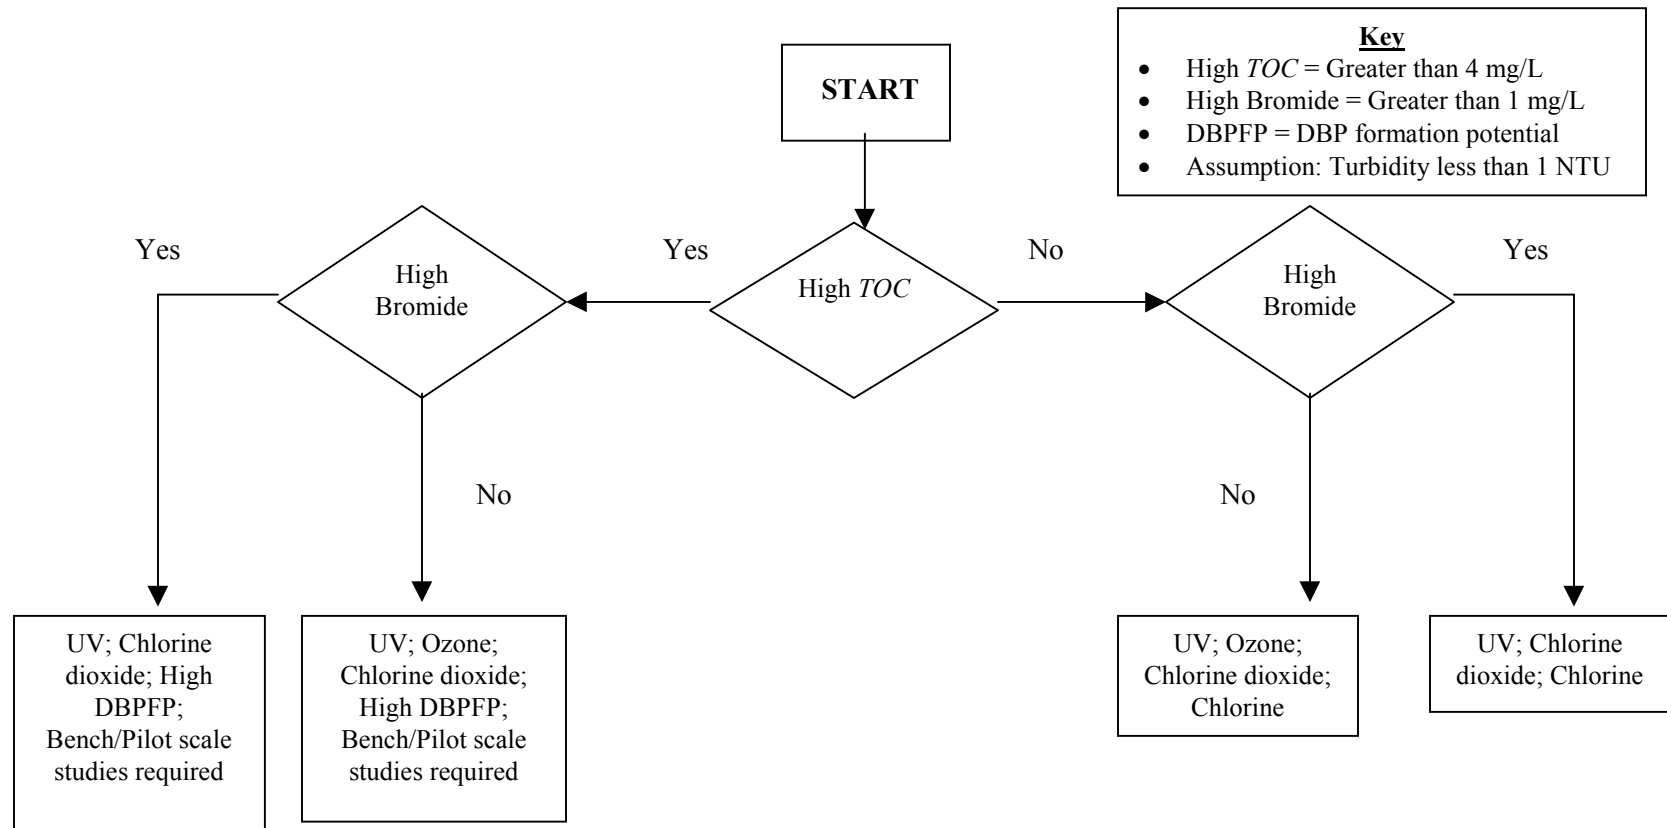 START
Key
• High TOC = Greater than 4 mg/L
• High Bromide = Greater than 1 mg/L
• DBPFP = DBP formation potential
• Assumption: Turbidity less than 1 NTU
Yes
High
Bromide
Yes
High TOC
No
High
Bromide
Yes
No
No
UV; Chlorine
dioxide; High
DBPFP;
Bench/Pilot scale
studies required
UV; Ozone;
Chlorine dioxide;
High DBPFP;
Bench/Pilot scale
studies required
UV; Ozone;
Chlorine dioxide;
Chlorine
UV; Chlorine
dioxide; Chlorine